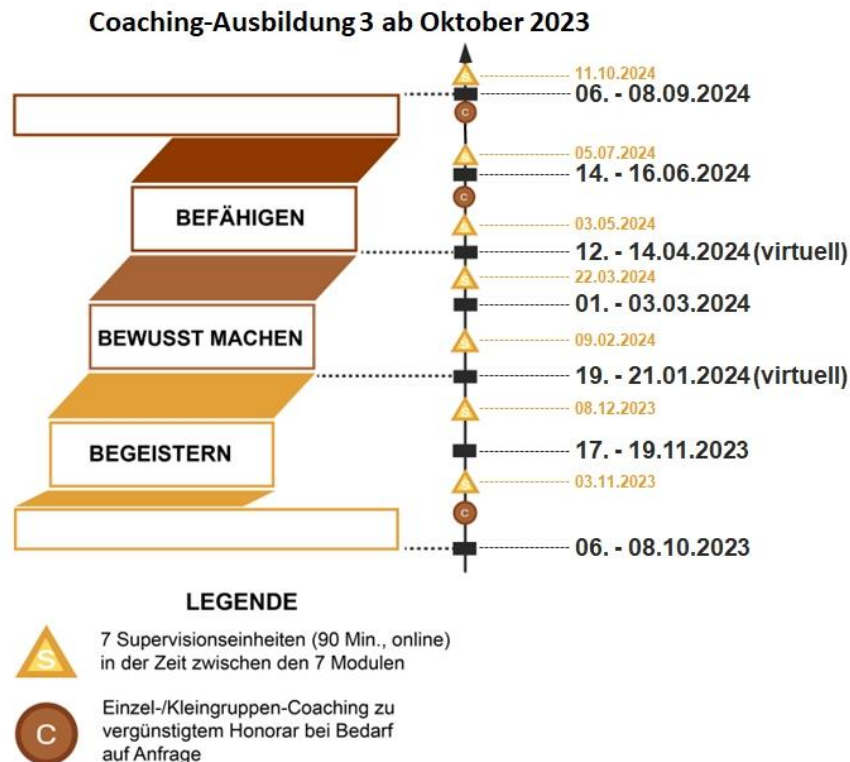 Coaching-Ausbildung 3 ab Oktober 2023
11.10.2024
06. - 08.09.2024
C
05.07.2024
14. - 16.06.2024
C
BEFÄHIGEN
03.05.2024
12. - 14.04.2024 (virtuell)
22.03.2024
01. - 03.03.2024
BEWUSST MACHEN
09.02.2024
19. - 21.01.2024 (virtuell)
08.12.2023
BEGEISTERN
17. - 19.11.2023
03.11.2023
C
06. - 08.10.2023
LEGENDE
S
7 Supervisionseinheiten (90 Min., online)
in der Zeit zwischen den 7 Modulen
C
Einzel-/Kleingruppen-Coaching zu
vergünstigtem Honorar bei Bedarf
auf Anfrage